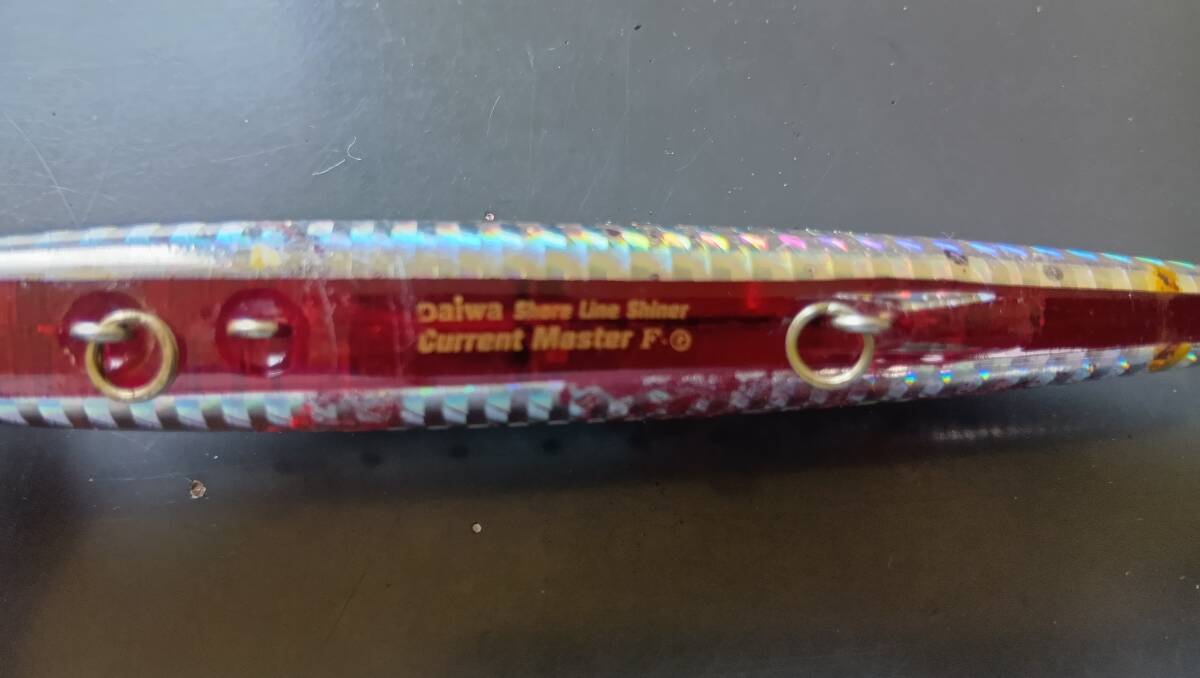 Daiwa Shore Line Shiner
Current Master F·G